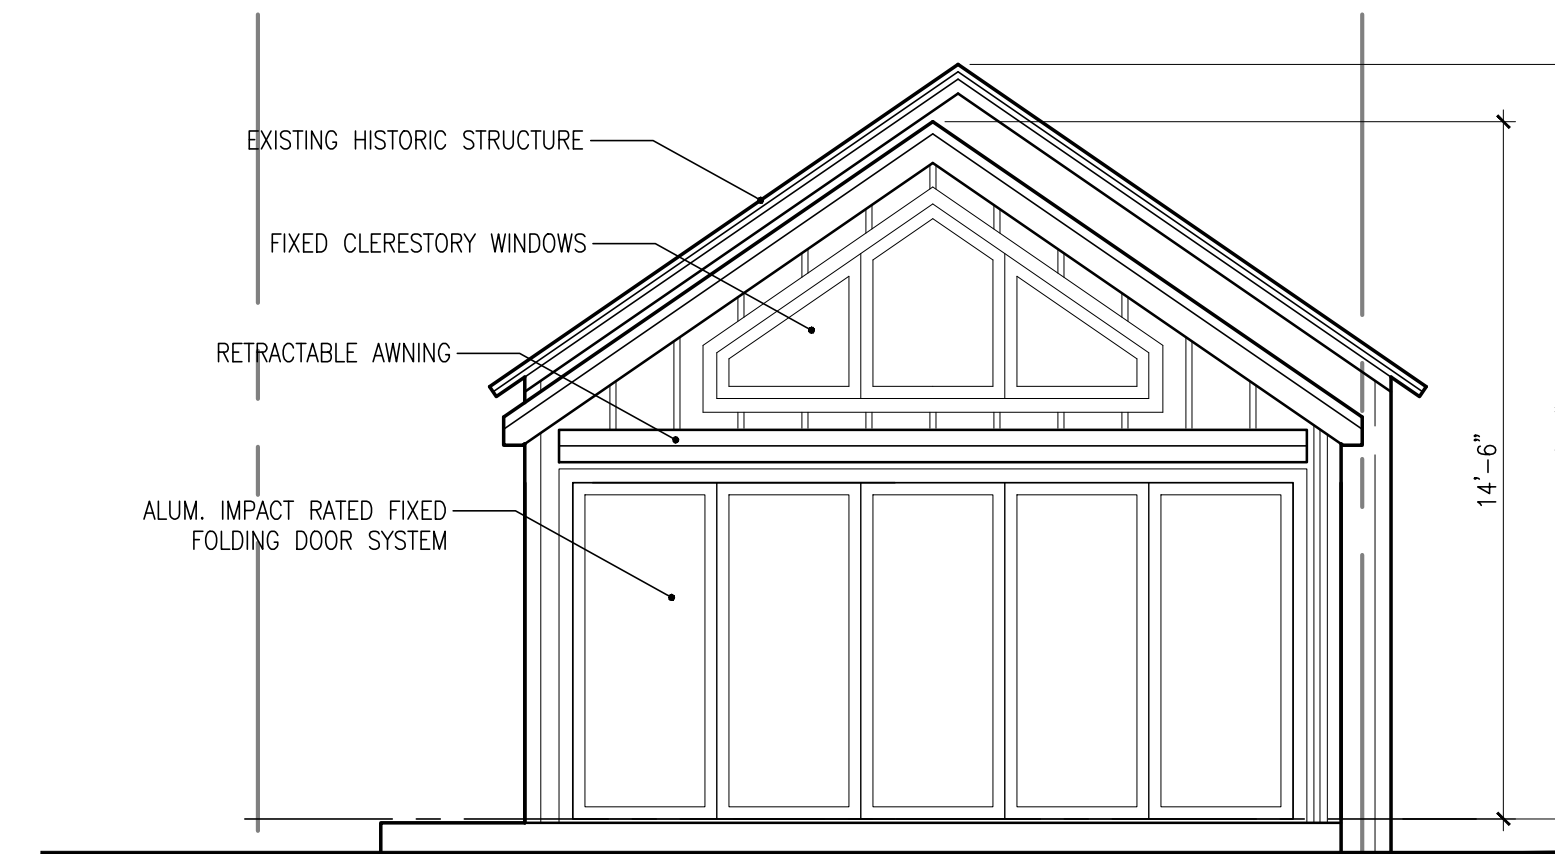 EXISTING HISTORIC STRUCTURE
FIXED CLERESTORY WINDOWS
RETRACTABLE AWNING
ALUM. IMPACT RATED FIXED
FOLDING DOOR SYSTEM
14'-6"